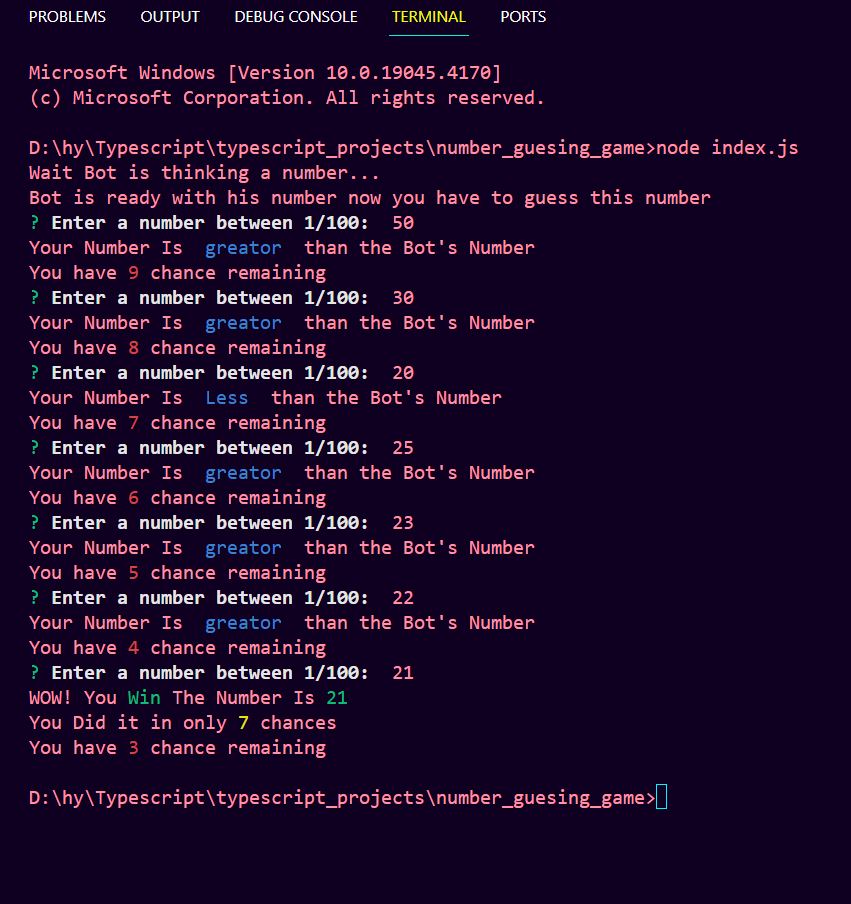 PROBLEMS OUTPUT DEBUG CONSOLE TERMINAL PORTS
Microsoft Windows [Version 10.0.19045.4170]
(c) Microsoft Corporation. All rights reserved.
D:\hy\Typescript\typescript_projects\number_guesing_game>node index.js
Wait Bot is thinking a number...
Bot is ready with his number now you have to guess this number
? Enter a number between 1/100:  50
Your Number Is  greator  than the Bot's Number
You have 9 chance remaining
? Enter a number between 1/100:  30
Your Number Is  greator  than the Bot's Number
You have 8 chance remaining
? Enter a number between 1/100:  20
Your Number Is  Less  than the Bot's Number
You have 7 chance remaining
? Enter a number between 1/100:  25
Your Number Is  greator  than the Bot's Number
You have 6 chance remaining
? Enter a number between 1/100:  23
Your Number Is  greator  than the Bot's Number
You have 5 chance remaining
? Enter a number between 1/100:  22
Your Number Is  greator  than the Bot's Number
You have 4 chance remaining
? Enter a number between 1/100:  21
WOW! You Win The Number Is 21
You Did it in only 7 chances
You have 3 chance remaining
D:\hy\Typescript\typescript_projects\number_guesing_game>